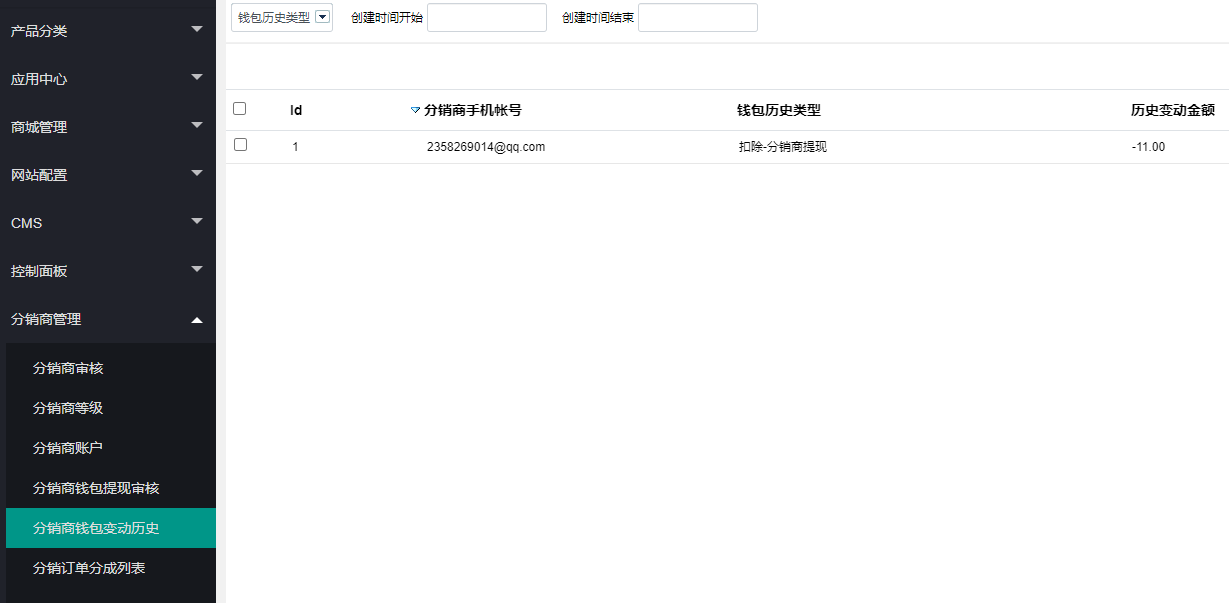 产品分类
应用中心
商城管理
网站配置
CMS
控制面板
分销商管理
分销商审核
分销商等级
分销商账户
分销商钱包提现审核
分销商钱包变动历史
分销订单分成列表
钱包历史类型 创建时间开始 创建时间结束
Id 分销商手机帐号 钱包历史类型 历史变动金额
1 2358269014@qq.com 扣除-分销商提现 -11.00